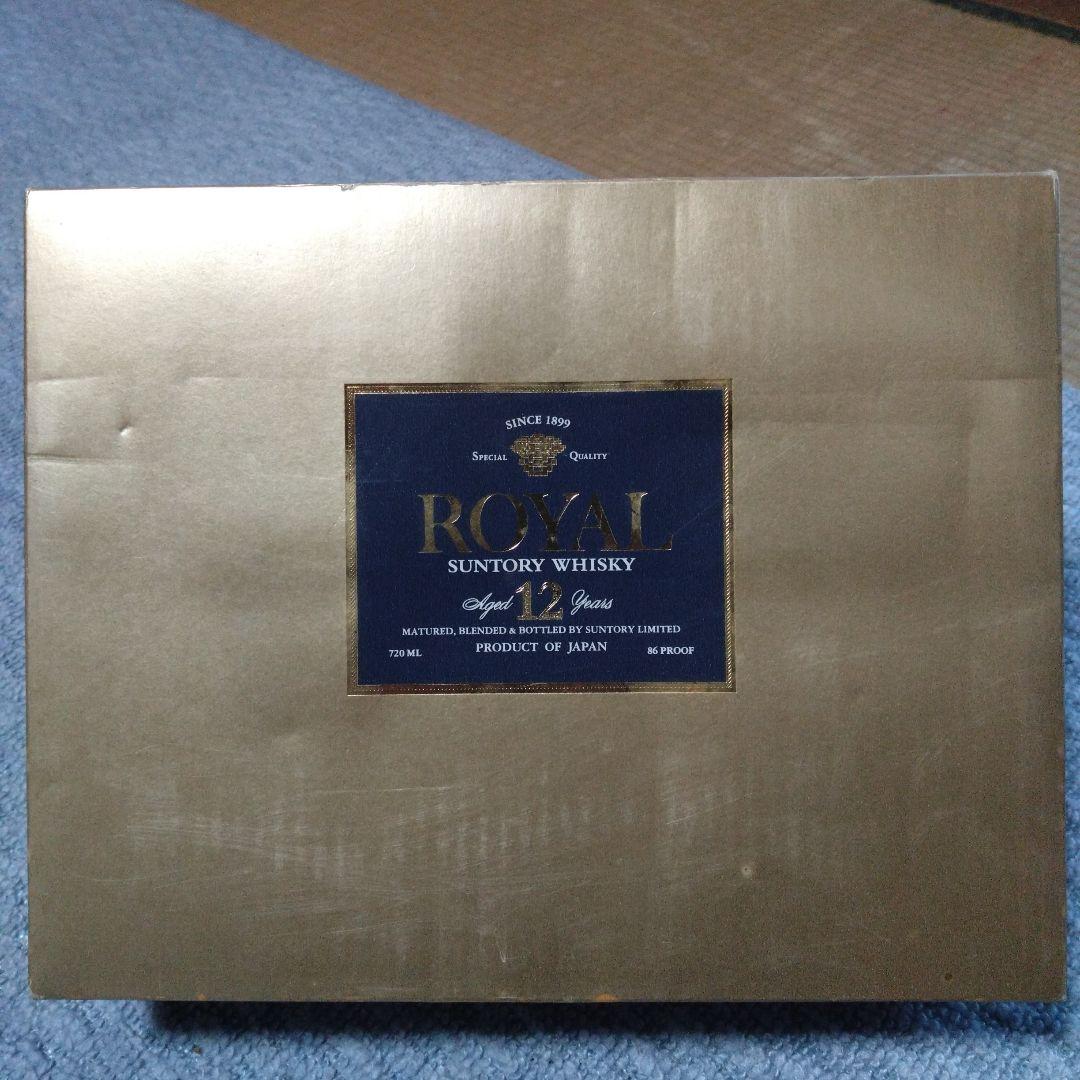 SINCE 1899
SPECIAL QUALITY
ROYAL
SUNTORY WHISKY
Aged 12 Years
MATURED, BLENDED & BOTTLED BY SUNTORY LIMITED
720 ML PRODUCT OF JAPAN 86 PROOF